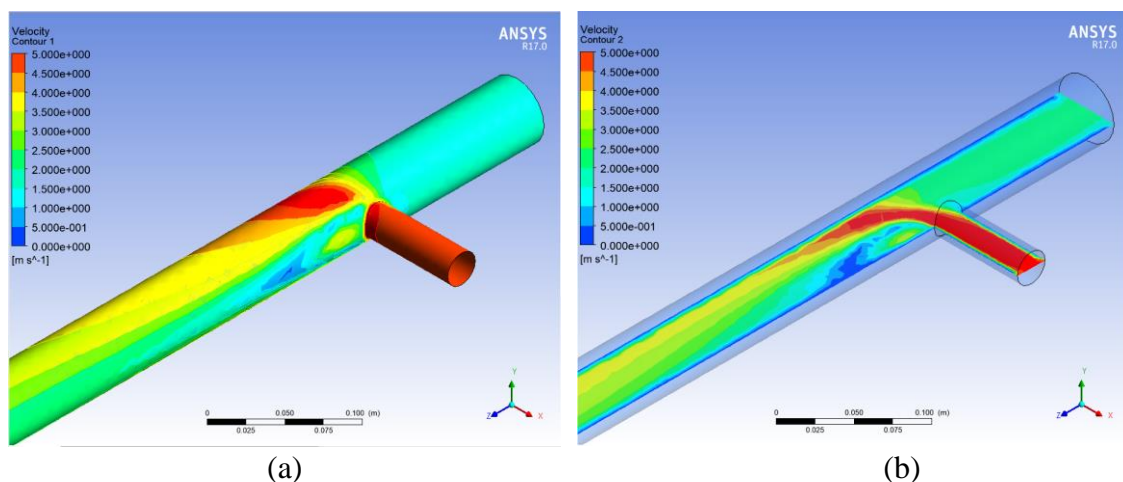 Velocity
Contour 1
5.000e+000
4.500e+000
4.000e+000
3.500e+000
3.000e+000
2.500e+000
2.000e+000
1.500e+000
1.000e+000
5.000e-001
0.000e+000
[m s^-1]
ANSYS
R17.0
0 0.050 0.100 (m)
0.025 0.075
Y
Z X
(a)
Velocity
Contour 2
5.000e+000
4.500e+000
4.000e+000
3.500e+000
3.000e+000
2.500e+000
2.000e+000
1.500e+000
1.000e+000
5.000e-001
0.000e+000
[m s^-1]
ANSYS
R17.0
0 0.050 0.100 (m)
0.025 0.075
Y
Z X
(b)